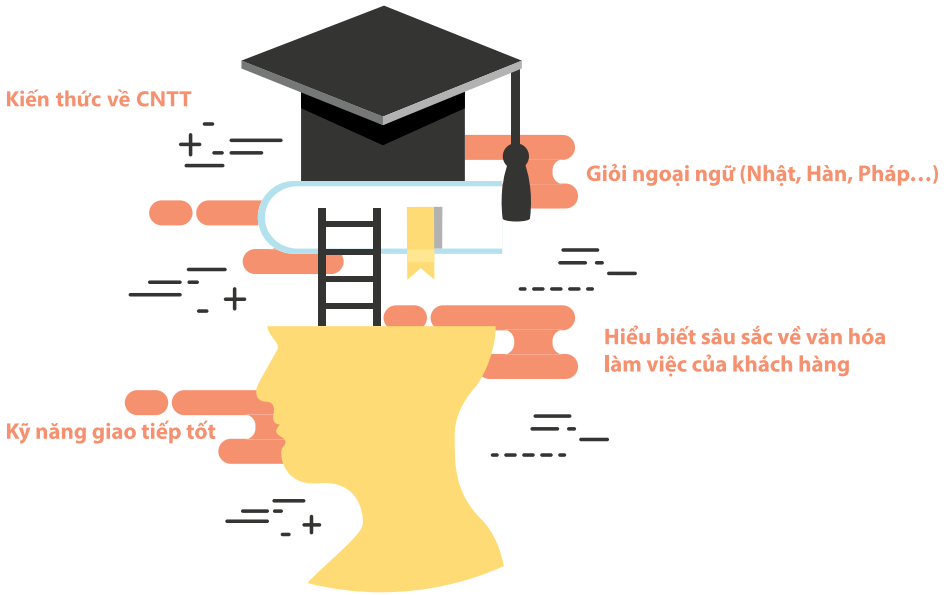 Kiến thức về CNTT
Giỏi ngoại ngữ (Nhật, Hàn, Pháp...)
Hiểu biết sâu sắc về văn hóa
làm việc của khách hàng
Kỹ năng giao tiếp tốt